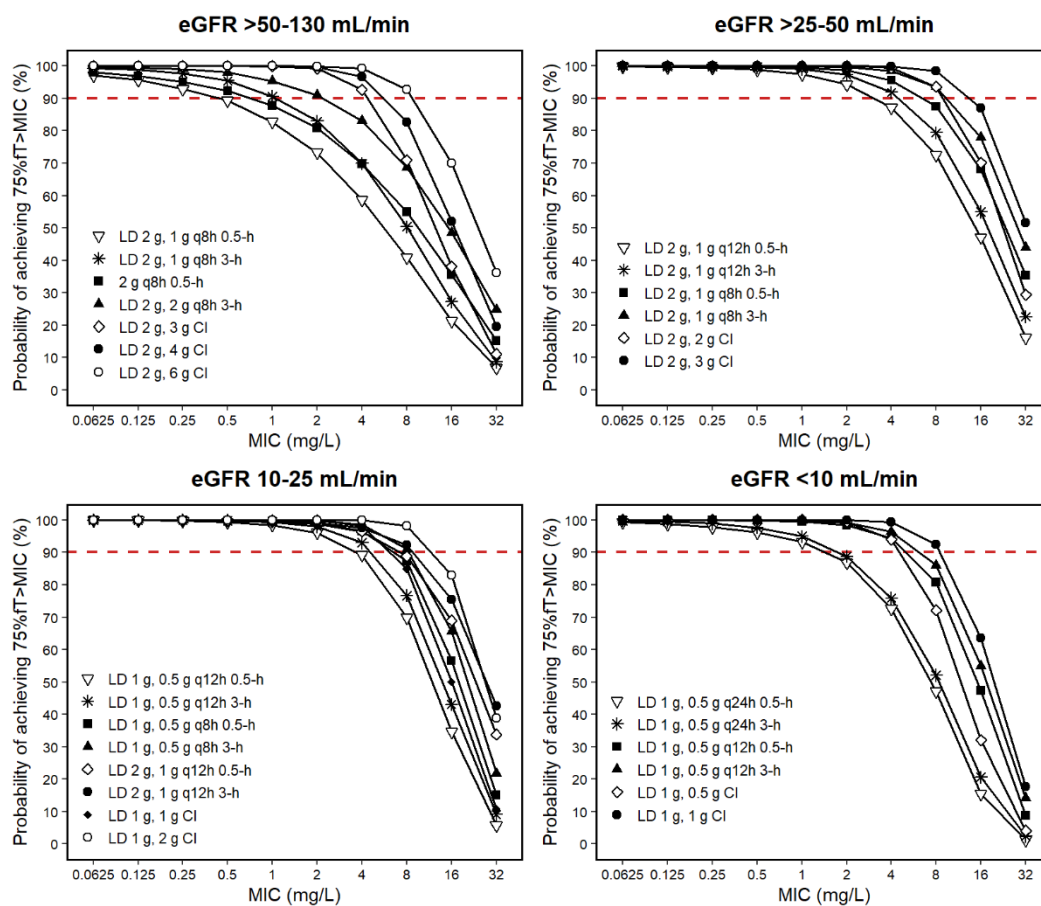 eGFR >50-130 mL/min
Probability of achieving 75%fT>MIC (%)
100
90
80
70
60
50
40
30
20
10
0
LD 2 g, 1 g q8h 0.5-h
LD 2 g, 1 g q8h 3-h
2 g q8h 0.5-h
LD 2 g, 2 g q8h 3-h
LD 2 g, 3 g CI
LD 2 g, 4 g CI
LD 2 g, 6 g CI
0.0625 0.125 0.25 0.5 1 2 4 8 16 32
MIC (mg/L)
eGFR >25-50 mL/min
Probability of achieving 75%fT>MIC (%)
100
90
80
70
60
50
40
30
20
10
0
LD 2 g, 1 g q12h 0.5-h
LD 2 g, 1 g q12h 3-h
LD 2 g, 1 g q8h 0.5-h
LD 2 g, 1 g q8h 3-h
LD 2 g, 2 g CI
LD 2 g, 3 g CI
0.0625 0.125 0.25 0.5 1 2 4 8 16 32
MIC (mg/L)
eGFR 10-25 mL/min
Probability of achieving 75%fT>MIC (%)
100
90
80
70
60
50
40
30
20
10
0
LD 1 g, 0.5 g q12h 0.5-h
LD 1 g, 0.5 g q12h 3-h
LD 1 g, 0.5 g q8h 0.5-h
LD 1 g, 0.5 g q8h 3-h
LD 2 g, 1 g q12h 0.5-h
LD 2 g, 1 g q12h 3-h
LD 1 g, 1 g CI
LD 1 g, 2 g CI
0.0625 0.125 0.25 0.5 1 2 4 8 16 32
MIC (mg/L)
eGFR <10 mL/min
Probability of achieving 75%fT>MIC (%)
100
90
80
70
60
50
40
30
20
10
0
LD 1 g, 0.5 g q24h 0.5-h
LD 1 g, 0.5 g q24h 3-h
LD 1 g, 0.5 g q12h 0.5-h
LD 1 g, 0.5 g q12h 3-h
LD 1 g, 0.5 g CI
LD 1 g, 1 g CI
0.0625 0.125 0.25 0.5 1 2 4 8 16 32
MIC (mg/L)